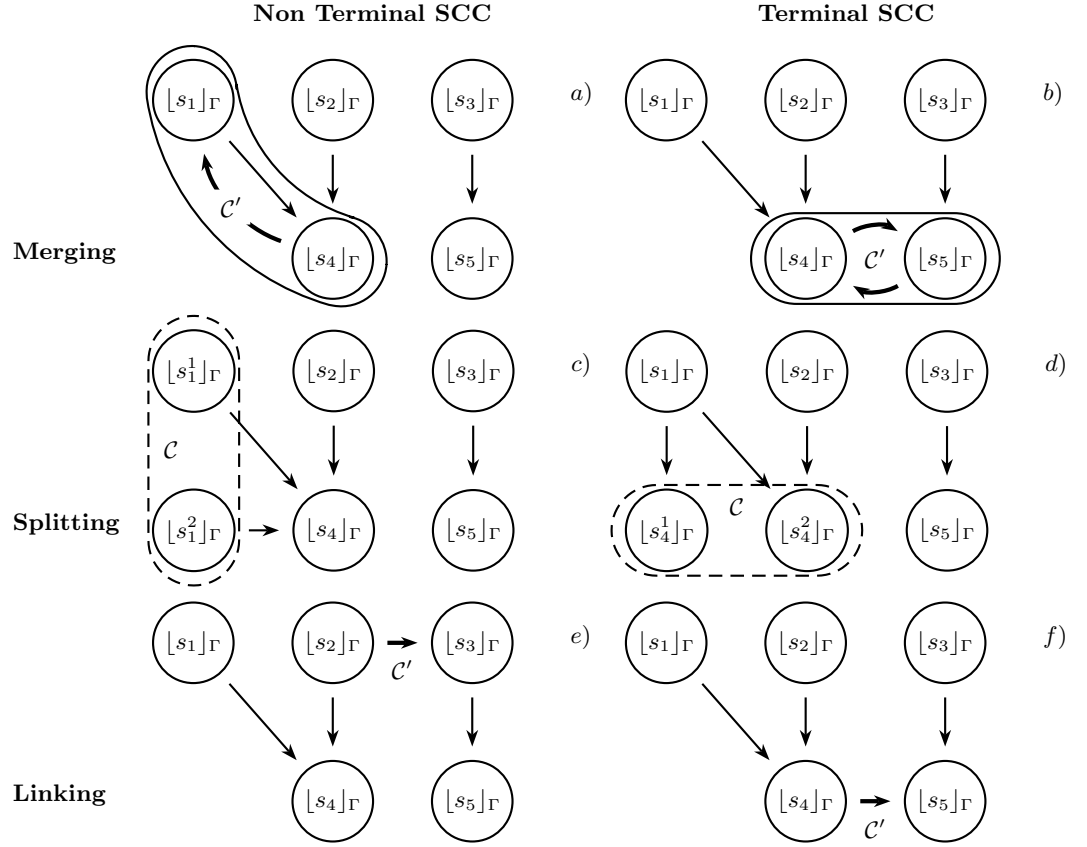 Non Terminal SCC Terminal SCC
⌊s₁⌋Γ ⌊s₂⌋Γ ⌊s₃⌋Γ a) ⌊s₁⌋Γ ⌊s₂⌋Γ ⌊s₃⌋Γ b)
𝒞′
Merging ⌊s₄⌋Γ ⌊s₅⌋Γ ⌊s₄⌋Γ 𝒞′ ⌊s₅⌋Γ
⌊s₁¹⌋Γ ⌊s₂⌋Γ ⌊s₃⌋Γ c) ⌊s₁⌋Γ ⌊s₂⌋Γ ⌊s₃⌋Γ d)
𝒞
𝒞
Splitting ⌊s₁²⌋Γ ⌊s₄⌋Γ ⌊s₅⌋Γ ⌊s₄¹⌋Γ ⌊s₄²⌋Γ ⌊s₅⌋Γ
⌊s₁⌋Γ ⌊s₂⌋Γ ⌊s₃⌋Γ e) ⌊s₁⌋Γ ⌊s₂⌋Γ ⌊s₃⌋Γ f)
𝒞′
Linking ⌊s₄⌋Γ ⌊s₅⌋Γ ⌊s₄⌋Γ ⌊s₅⌋Γ
𝒞′